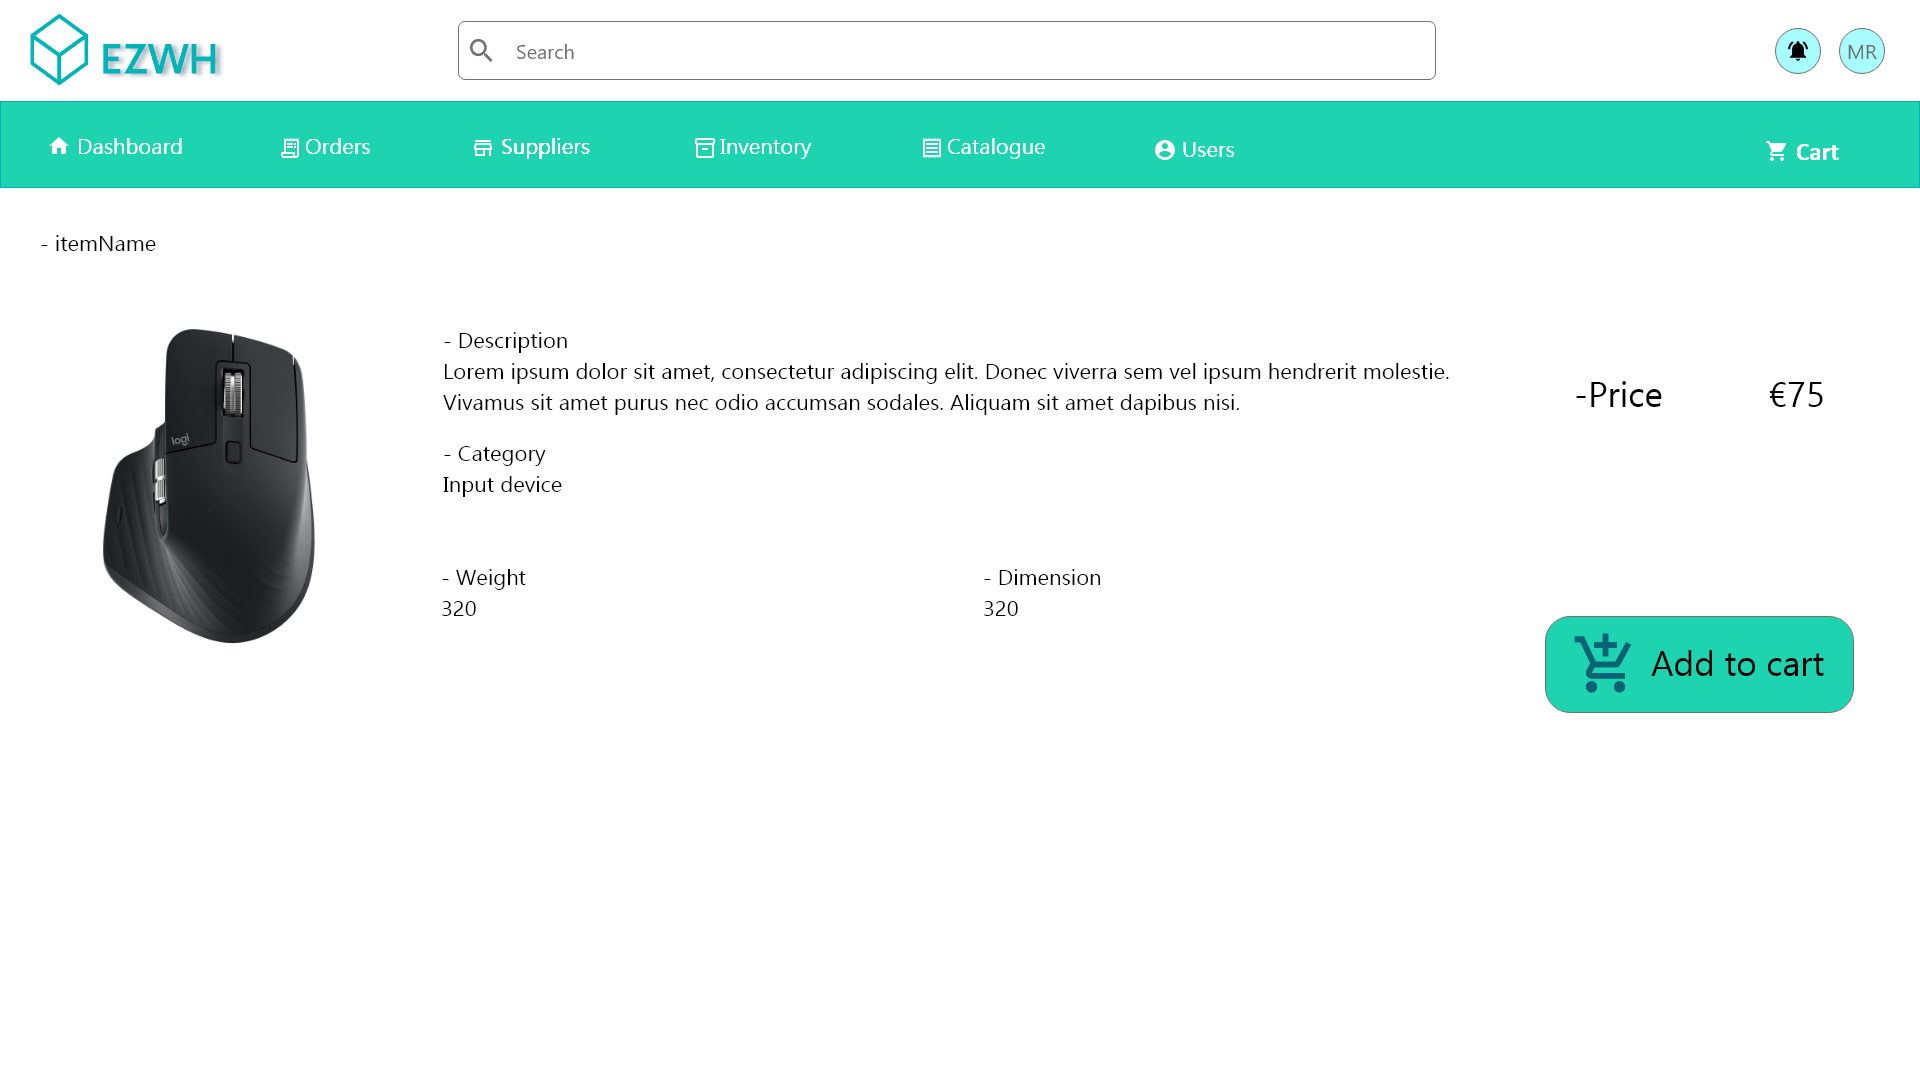 EZWH
Search
MR
Dashboard
Orders
Suppliers
Inventory
Catalogue
Users
Cart
- itemName
logi
- Description
Lorem ipsum dolor sit amet, consectetur adipiscing elit. Donec viverra sem vel ipsum hendrerit molestie.
Vivamus sit amet purus nec odio accumsan sodales. Aliquam sit amet dapibus nisi.
-Price
€75
- Category
Input device
- Weight
320
- Dimension
320
Add to cart